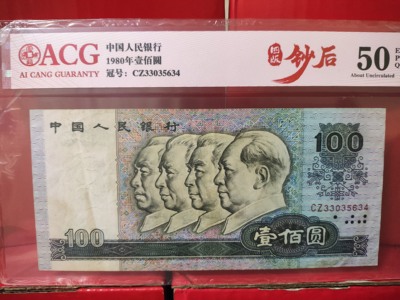 ACG
AI CANG GUARANTY
中国人民银行
1980年壹佰圆
冠号：CZ33035634
四版
钞后
50
About Uncirculated
E
P
Q
中国人民银行
100
CZ33035634
100
壹佰圆